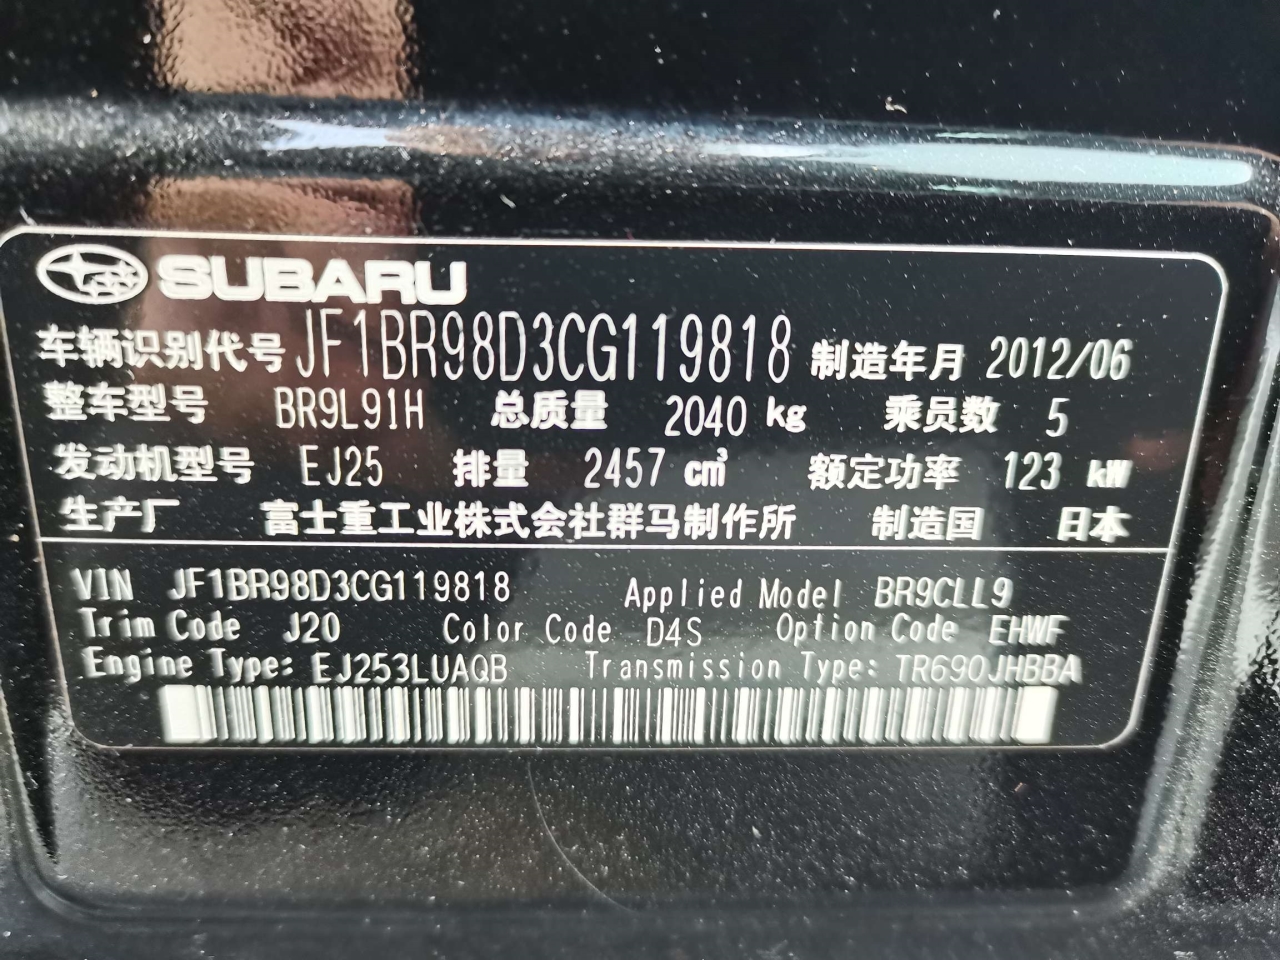 SUBARU
车辆识别代号 JF1BR98D3CG119818 制造年月 2012/06
整车型号 BR9L91H 总质量 2040 kg 乘员数 5
发动机型号 EJ25 排量 2457 cm³ 额定功率 123 kW
生产厂 富士重工业株式会社群马制作所 制造国 日本
VIN JF1BR98D3CG119818 Applied Model BR9CLL9
Trim Code J20 Color Code D4S Option Code EHWF
Engine Type: EJ253LUAQB Transmission Type: TR690JHBBA